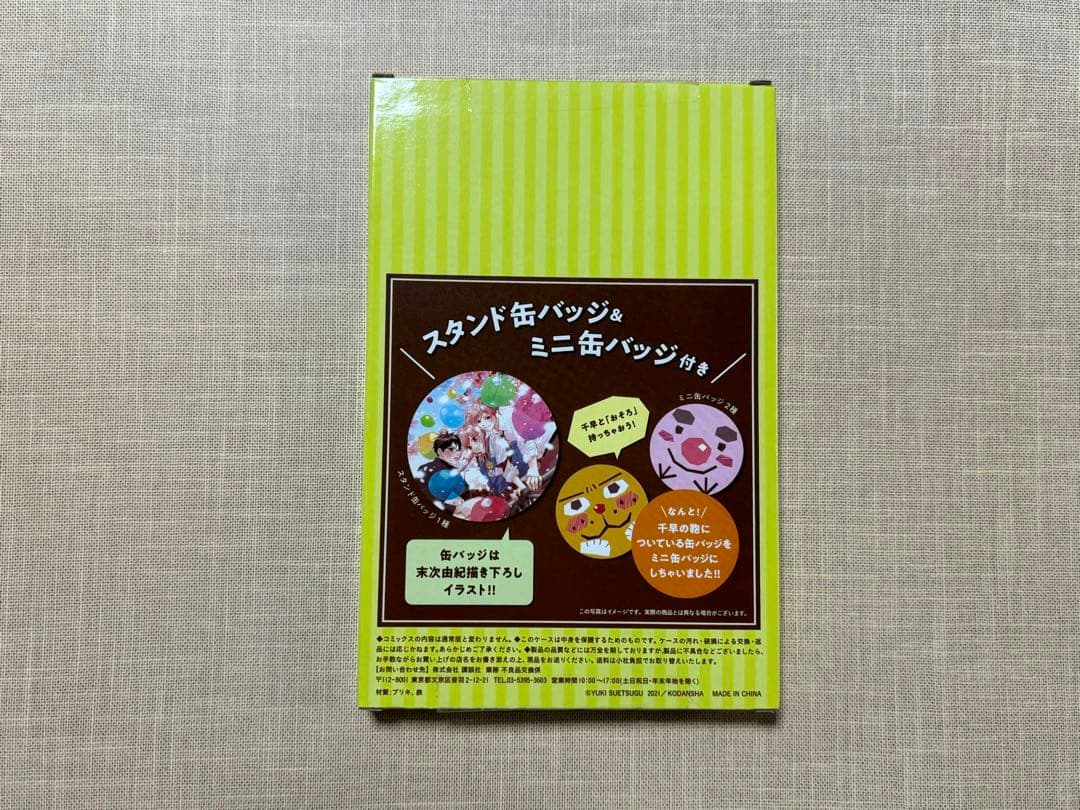 スタンド缶バッジ&
ミニ缶バッジ付き
ミニ缶バッジ2種
千早と「おそろ」
持っちゃおう!
スタンド缶バッジ1種
なんと!
千早の鞄に
ついている缶バッジを
ミニ缶バッジに
しちゃいました!!
缶バッジは
末次由紀描き下ろし
イラスト!!
この写真はイメージです。実際の商品とは異なる場合がございます。
◆コミックスの内容は通常版と変わりません。◆このケースは中身を保護するためのものです。ケースの汚れ・破損による交換・返
品には応じかねます。あらかじめご了承ください。◆製品の品質などには万全を期しておりますが、製品に不具合などございましたら、
お手数ながらお買い上げの店名をお書き添えの上、現品をお送りください。送料は小社負担でお取り替えいたします。
【お問い合わせ先】株式会社 講談社 業務 不良品交換係
〒112-8001 東京都文京区音羽2-12-21 TEL.03-5395-3603 営業時間10:00〜17:00(土日祝日・年末年始を除く)
材質:ブリキ、鉄 ©YUKI SUETSUGU 2021/KODANSHA MADE IN CHINA